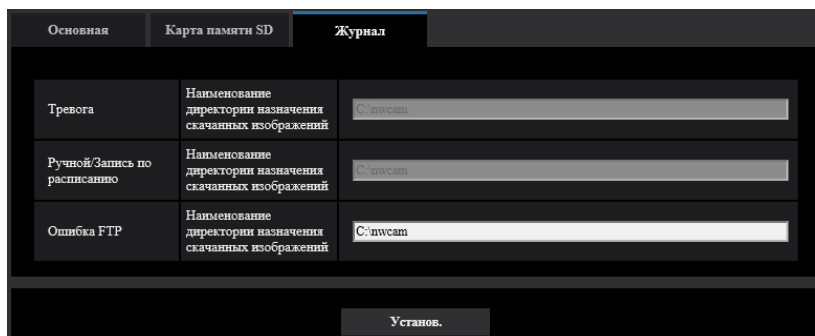 Основная Карта памяти SD Журнал
Тревога
Наименование
директории назначения
скачанных изображений
C:\nwcam
Ручной/Запись по
расписанию
Наименование
директории назначения
скачанных изображений
C:\nwcam
Ошибка FTP
Наименование
директории назначения
скачанных изображений
C:\nwcam
Установ.